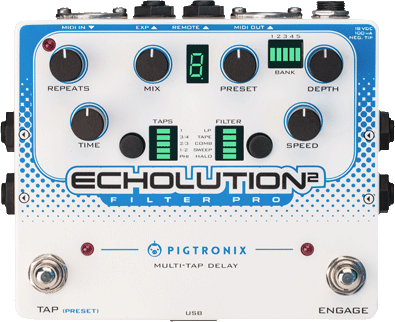 MIDI IN ▼ EXP ▲ REMOTE ▲ MIDI OUT ▲ 18 VDC
100 mA
NEG. TIP
1 2 3 4 5
8
BANK
REPEATS MIX PRESET DEPTH
TAPS FILTER
1 LP
3-4 TAPE
2-3 COMB
1-2 SWEEP
PHI HALO
TIME SPEED
ECHOLUTION²
FILTER PRO
PIGTRONIX
MULTI-TAP DELAY
TAP (PRESET) USB ENGAGE